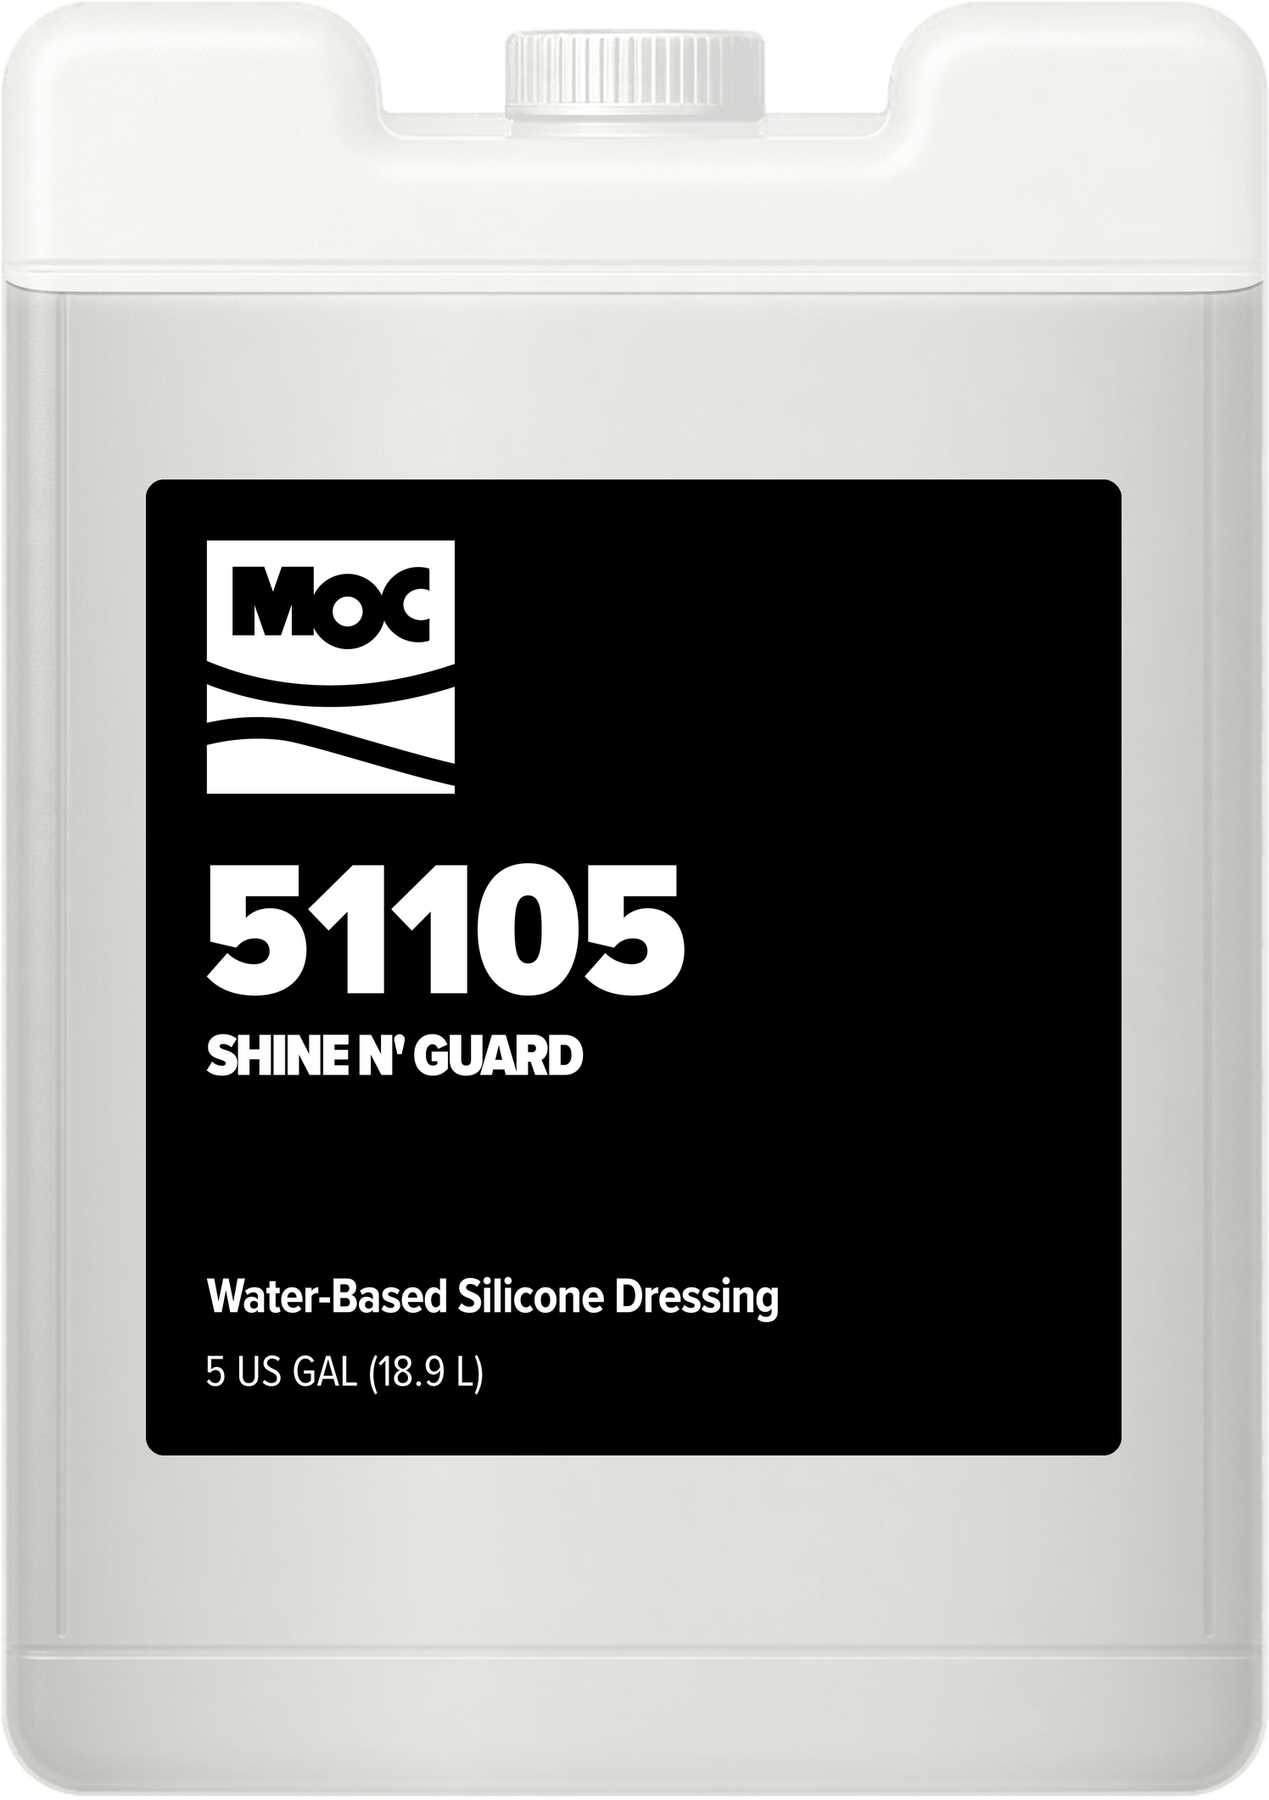 MOC
51105
SHINE N' GUARD
Water-Based Silicone Dressing
5 US GAL (18.9 L)